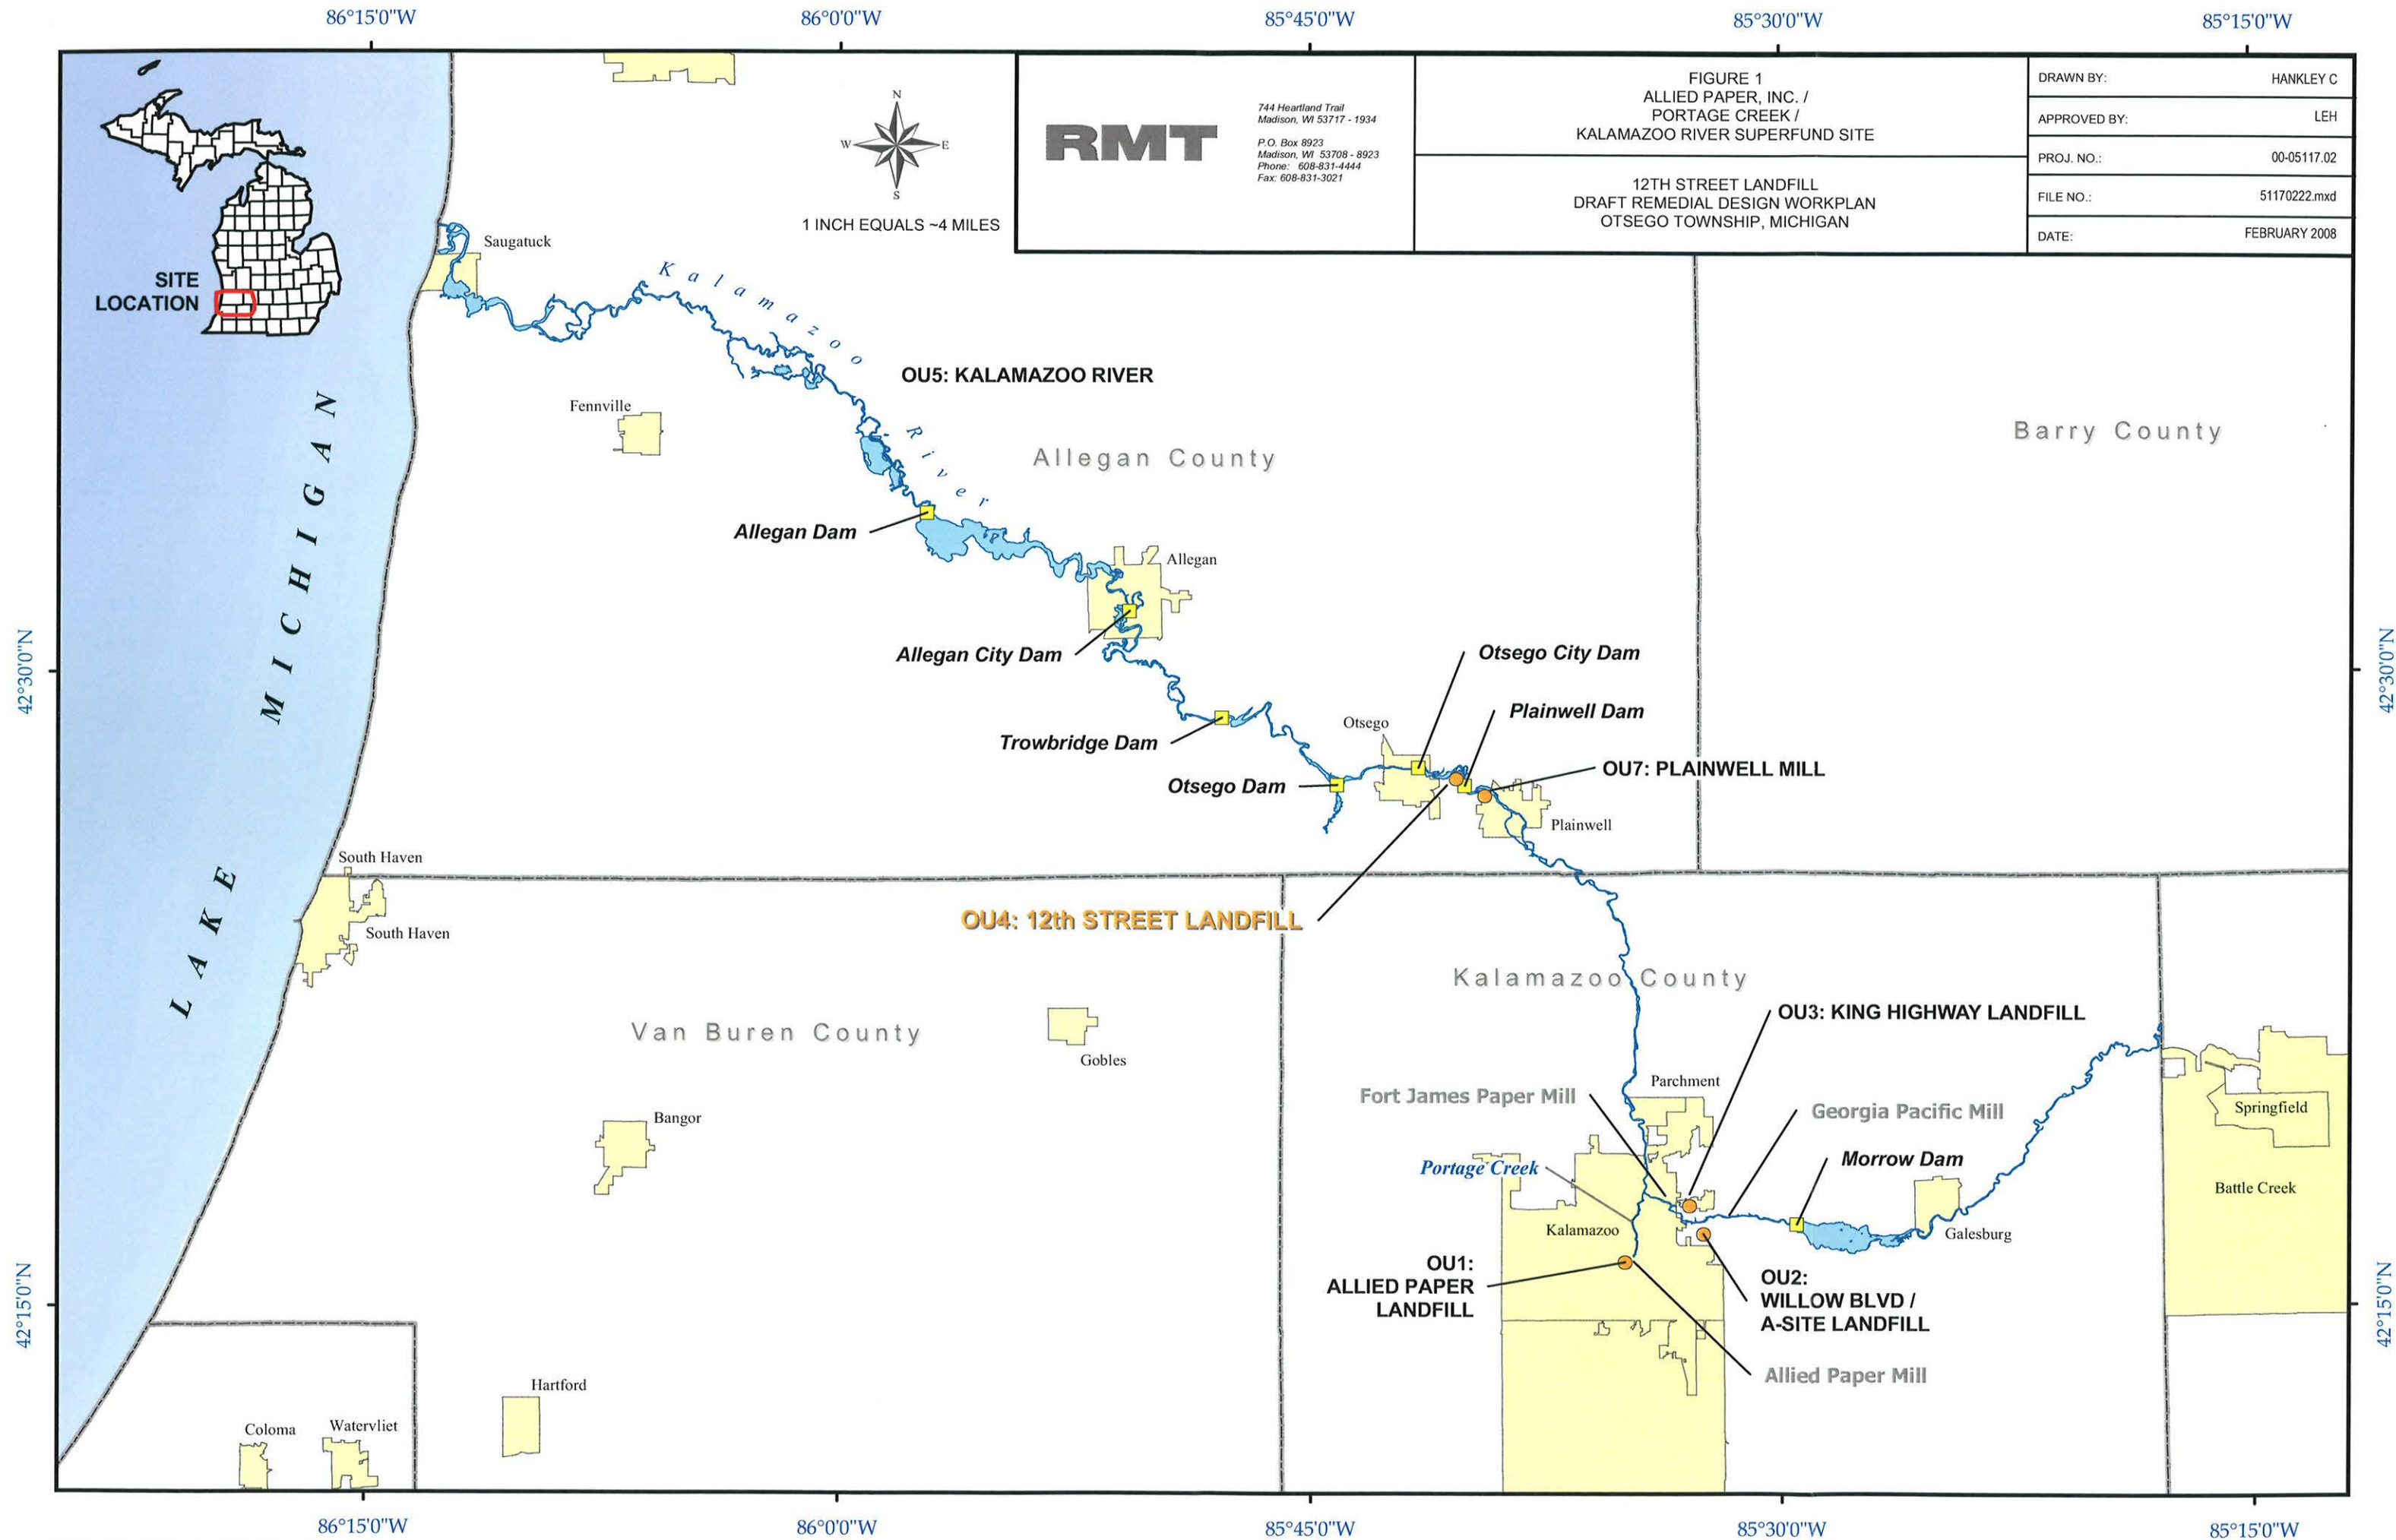 86°15'0"W
86°0'0"W
85°45'0"W
85°30'0"W
85°15'0"W
RMT
744 Heartland Trail
Madison, WI 53717 - 1934
P.O. Box 8923
Madison, WI 53708 - 8923
Phone: 608-831-4444
Fax: 608-831-3021
FIGURE 1
ALLIED PAPER, INC. /
PORTAGE CREEK /
KALAMAZOO RIVER SUPERFUND SITE
12TH STREET LANDFILL
DRAFT REMEDIAL DESIGN WORKPLAN
OTSEGO TOWNSHIP, MICHIGAN
DRAWN BY: HANKLEY C
APPROVED BY: LEH
PROJ. NO.: 00-05117.02
FILE NO.: 51170222.mxd
DATE: FEBRUARY 2008
N
W
E
S
1 INCH EQUALS ~4 MILES
SITE
LOCATION
Saugatuck
Kalamazoo
River
OU5: KALAMAZOO RIVER
Fennville
Allegan County
Barry County
LAKE MICHIGAN
Allegan Dam
Allegan
Allegan City Dam
42°30'0"N
42°30'0"N
Otsego City Dam
Plainwell Dam
Otsego
Trowbridge Dam
OU7: PLAINWELL MILL
Otsego Dam
Plainwell
South Haven
South Haven
OU4: 12th STREET LANDFILL
Kalamazoo County
Van Buren County
OU3: KING HIGHWAY LANDFILL
Gobles
Parchment
Fort James Paper Mill
Georgia Pacific Mill
Springfield
Bangor
Portage Creek
Morrow Dam
Battle Creek
Kalamazoo
Galesburg
OU1:
ALLIED PAPER
LANDFILL
OU2:
WILLOW BLVD /
A-SITE LANDFILL
42°15'0"N
42°15'0"N
Allied Paper Mill
Hartford
Coloma
Watervliet
86°15'0"W
86°0'0"W
85°45'0"W
85°30'0"W
85°15'0"W